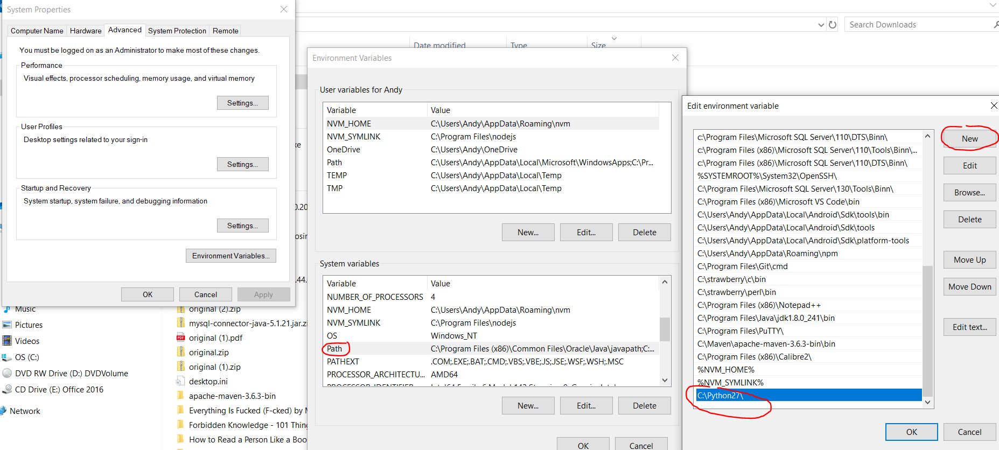 System Properties
Computer Name
Hardware
Advanced
System Protection
Remote
You must be logged on as an Administrator to make most of these changes.
Performance
Visual effects, processor scheduling, memory usage, and virtual memory
Settings...
User Profiles
Desktop settings related to your sign-in
Settings...
Startup and Recovery
System startup, system failure, and debugging information
Settings...
Environment Variables...
OK
Cancel
Apply
Search Downloads
Date modified
Type
Size
Music
Pictures
Videos
OS (C:)
DVD RW Drive (D:) DVDVolume
CD Drive (E:) Office 2016
Network
original (2).zip
mysql-connector-java-5.1.21.jar.zi
original (1).pdf
original.zip
original (1).zip
desktop.ini
apache-maven-3.6.3-bin
Everything Is Fucked (F-cked) by M
Forbidden Knowledge - 101 Thing
How to Read a Person Like a Boo
Environment Variables
User variables for Andy
Variable Value
NVM_HOME C:\Users\Andy\AppData\Roaming\nvm
NVM_SYMLINK C:\Program Files\nodejs
OneDrive C:\Users\Andy\OneDrive
Path C:\Users\Andy\AppData\Local\Microsoft\WindowsApps;C:\Pr...
TEMP C:\Users\Andy\AppData\Local\Temp
TMP C:\Users\Andy\AppData\Local\Temp
New... Edit... Delete
System variables
Variable Value
NUMBER_OF_PROCESSORS 4
NVM_HOME C:\Users\Andy\AppData\Roaming\nvm
NVM_SYMLINK C:\Program Files\nodejs
OS Windows_NT
Path C:\Program Files (x86)\Common Files\Oracle\Java\javapath;C:...
PATHEXT .COM;.EXE;.BAT;.CMD;.VBS;.VBE;.JS;.JSE;.WSF;.WSH;.MSC
PROCESSOR_ARCHITECTU... AMD64
New... Edit... Delete
OK Cancel
Edit environment variable
c:\Program Files\Microsoft SQL Server\110\DTS\Binn\
c:\Program Files (x86)\Microsoft SQL Server\110\Tools\Binn\...
c:\Program Files (x86)\Microsoft SQL Server\110\DTS\Binn\
%SYSTEMROOT%\System32\OpenSSH\
C:\Program Files\Microsoft SQL Server\130\Tools\Binn\
C:\Program Files (x86)\Microsoft VS Code\bin
C:\Users\Andy\AppData\Local\Android\Sdk\tools\bin
C:\Users\Andy\AppData\Local\Android\Sdk\tools
C:\Users\Andy\AppData\Local\Android\Sdk\platform-tools
C:\Users\Andy\AppData\Roaming\npm
C:\Program Files\Git\cmd
C:\strawberry\c\bin
C:\strawberry\perl\bin
C:\Program Files (x86)\Notepad++
C:\Program Files\Java\jdk1.8.0_241\bin
C:\Program Files\PuTTY\
C:\Maven\apache-maven-3.6.3-bin\bin
C:\Program Files (x86)\Calibre2\
%NVM_HOME%
%NVM_SYMLINK%
C:\Python27\
New
Edit
Browse...
Delete
Move Up
Move Down
Edit text...
OK
Cancel